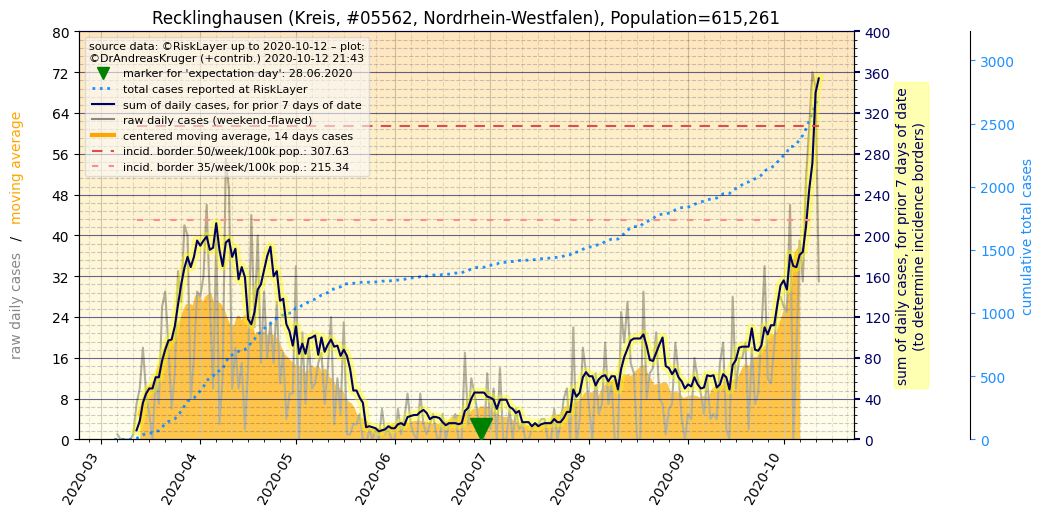 Recklinghausen (Kreis, #05562, Nordrhein-Westfalen), Population=615,261
source data: ©RiskLayer up to 2020-10-12 – plot:
©DrAndreasKruger (+contrib.) 2020-10-12 21:43
marker for 'expectation day': 28.06.2020
total cases reported at RiskLayer
sum of daily cases, for prior 7 days of date
raw daily cases (weekend-flawed)
centered moving average, 14 days cases
incid. border 50/week/100k pop.: 307.63
incid. border 35/week/100k pop.: 215.34
raw daily cases / moving average
80
72
64
56
48
40
32
24
16
8
0
2020-03
2020-04
2020-05
2020-06
2020-07
2020-08
2020-09
2020-10
400
360
320
280
240
200
160
120
80
40
0
sum of daily cases, for prior 7 days of date
(to determine incidence borders)
3000
2500
2000
1500
1000
500
0
cumulative total cases